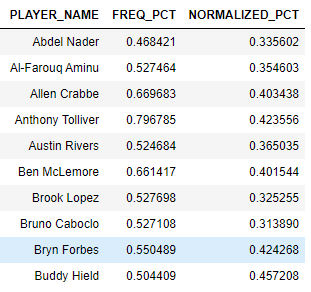 PLAYER_NAME FREQ_PCT NORMALIZED_PCT
Abdel Nader 0.468421 0.335602
Al-Farouq Aminu 0.527464 0.354603
Allen Crabbe 0.669683 0.403438
Anthony Tolliver 0.796785 0.423556
Austin Rivers 0.524684 0.365035
Ben McLemore 0.661417 0.401544
Brook Lopez 0.527698 0.325255
Bruno Caboclo 0.527108 0.313890
Bryn Forbes 0.550489 0.424268
Buddy Hield 0.504409 0.457208